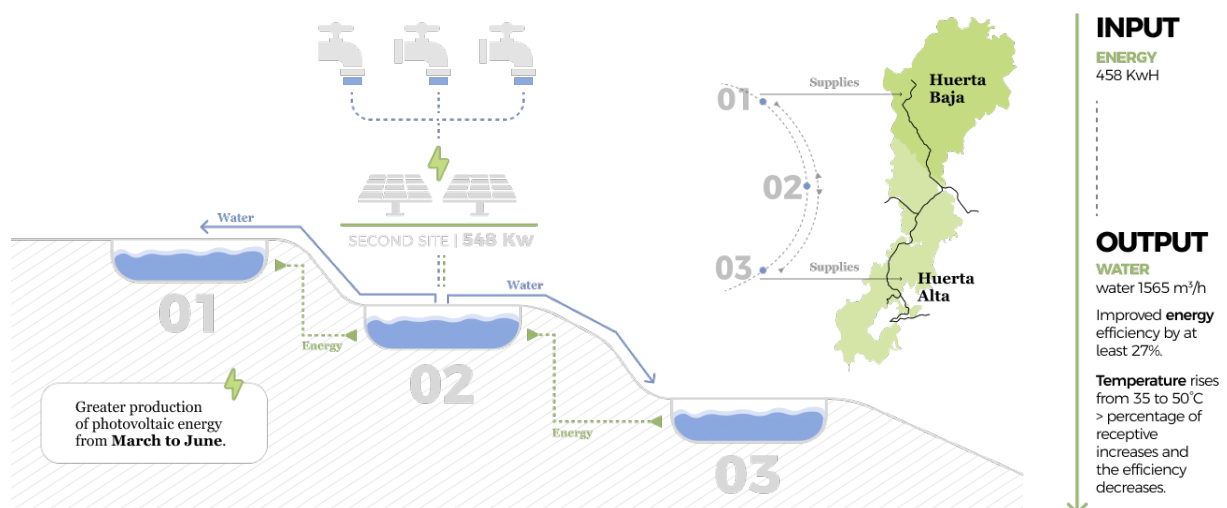 Water
SECOND SITE | 548 Kw
Water
01
Energy
02
Energy
03
Greater production
of photovoltaic energy
from March to June.
01
Supplies
02
03
Supplies
Huerta
Baja
Huerta
Alta
INPUT
ENERGY
458 KwH
OUTPUT
WATER
water 1565 m³/h
Improved energy
efficiency by at
least 27%.
Temperature rises
from 35 to 50°C
> percentage of
receptive
increases and
the efficiency
decreases.